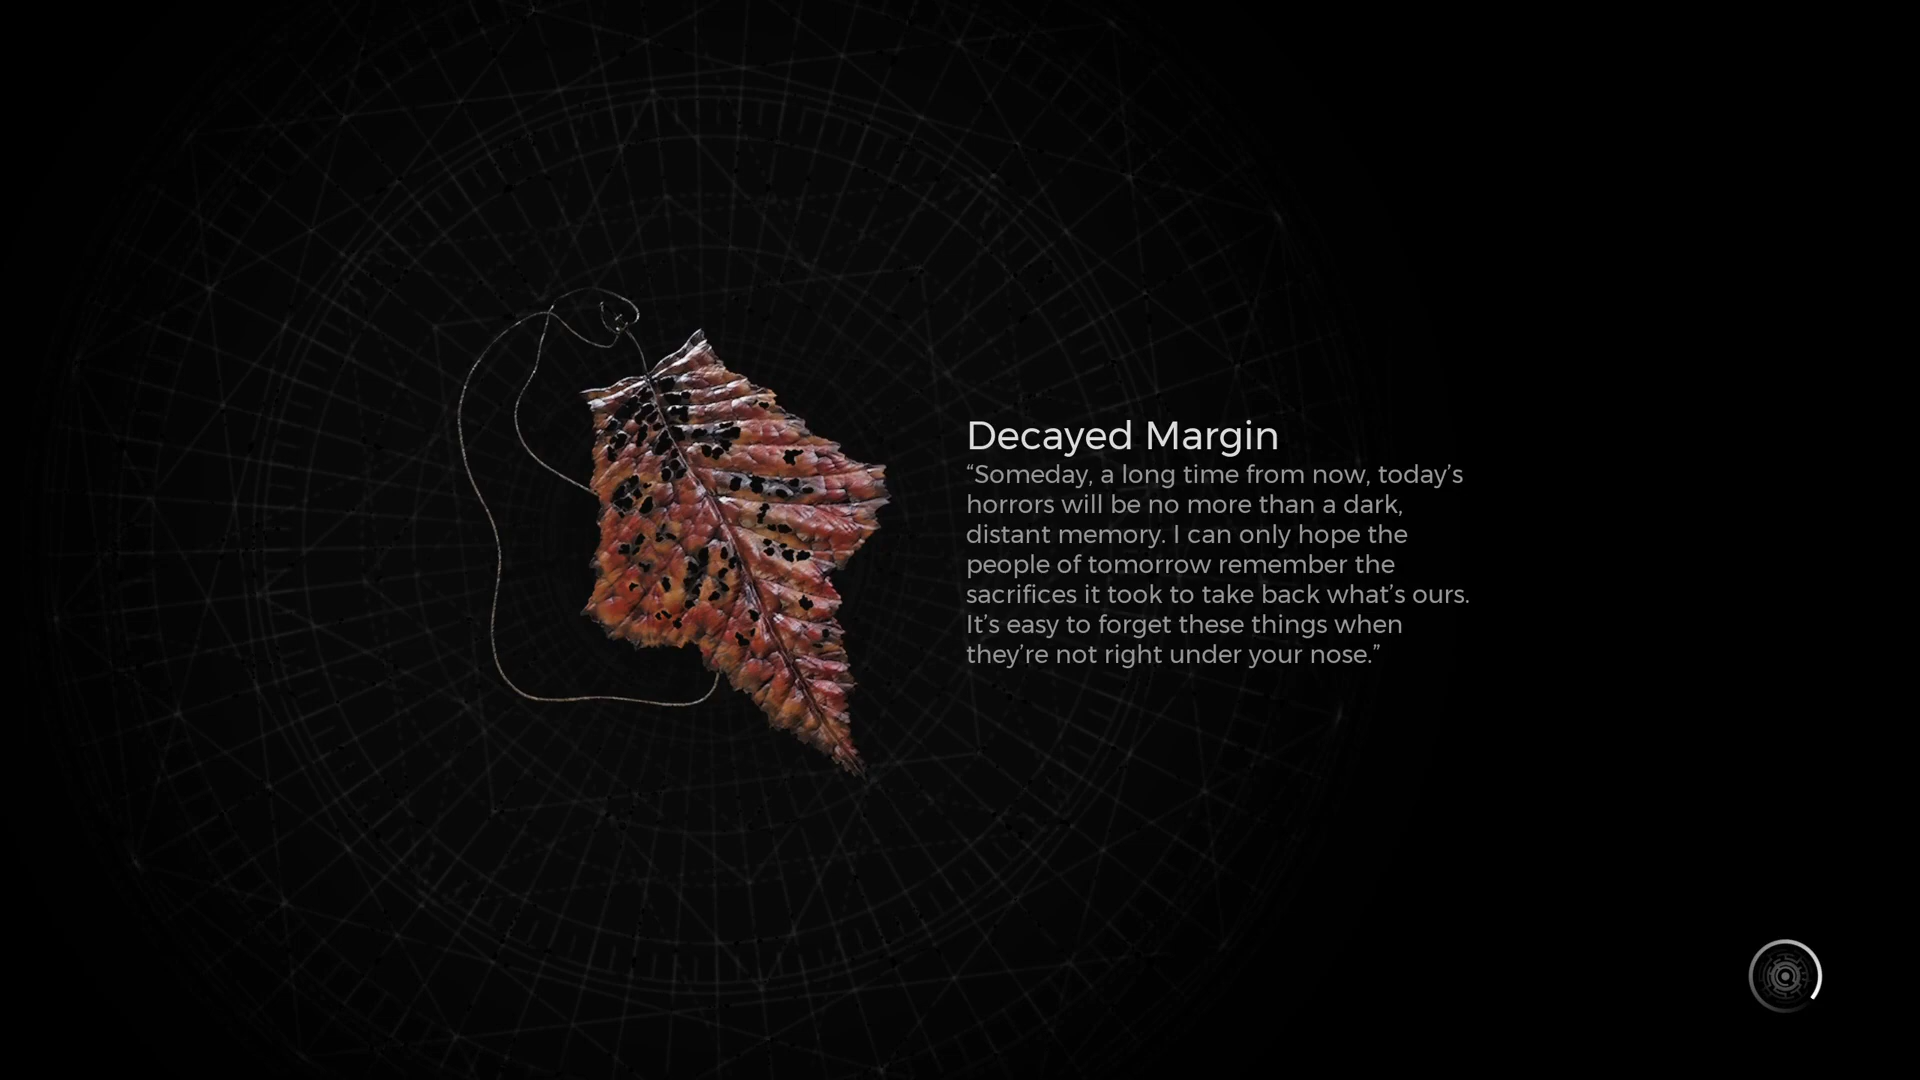 Decayed Margin
“Someday, a long time from now, today’s
horrors will be no more than a dark,
distant memory. I can only hope the
people of tomorrow remember the
sacrifices it took to take back what’s ours.
It’s easy to forget these things when
they’re not right under your nose.”